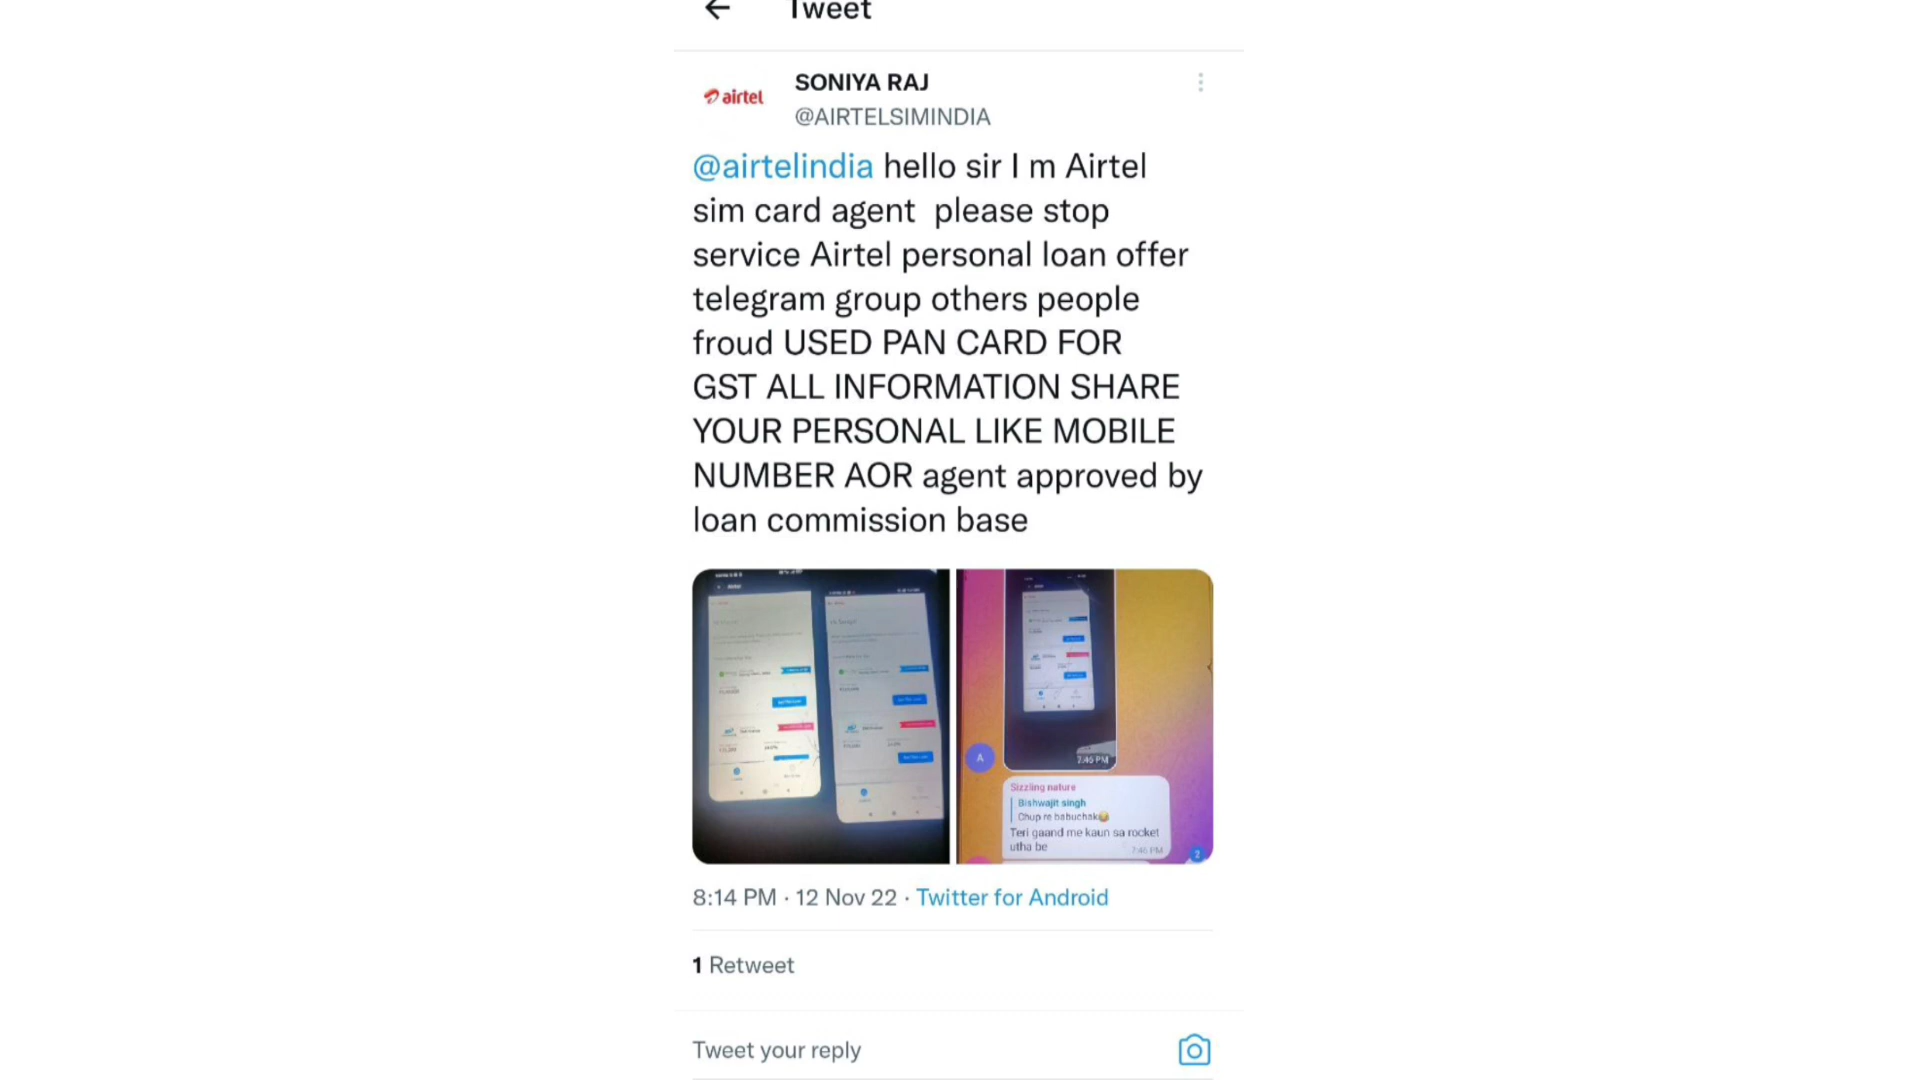 Tweet
airtel
SONIYA RAJ
@AIRTELSIMINDIA
@airtelindia hello sir I m Airtel
sim card agent  please stop
service Airtel personal loan offer
telegram group others people
froud USED PAN CARD FOR
GST ALL INFORMATION SHARE
YOUR PERSONAL LIKE MOBILE
NUMBER AOR agent approved by
loan commission base
A
7:45 PM
Sizzling nature
Bishwajit singh
Chup re babuchak
Teri gaand me kaun sa rocket
utha be
7:46 PM
2
8:14 PM · 12 Nov 22 · Twitter for Android
1 Retweet
Tweet your reply